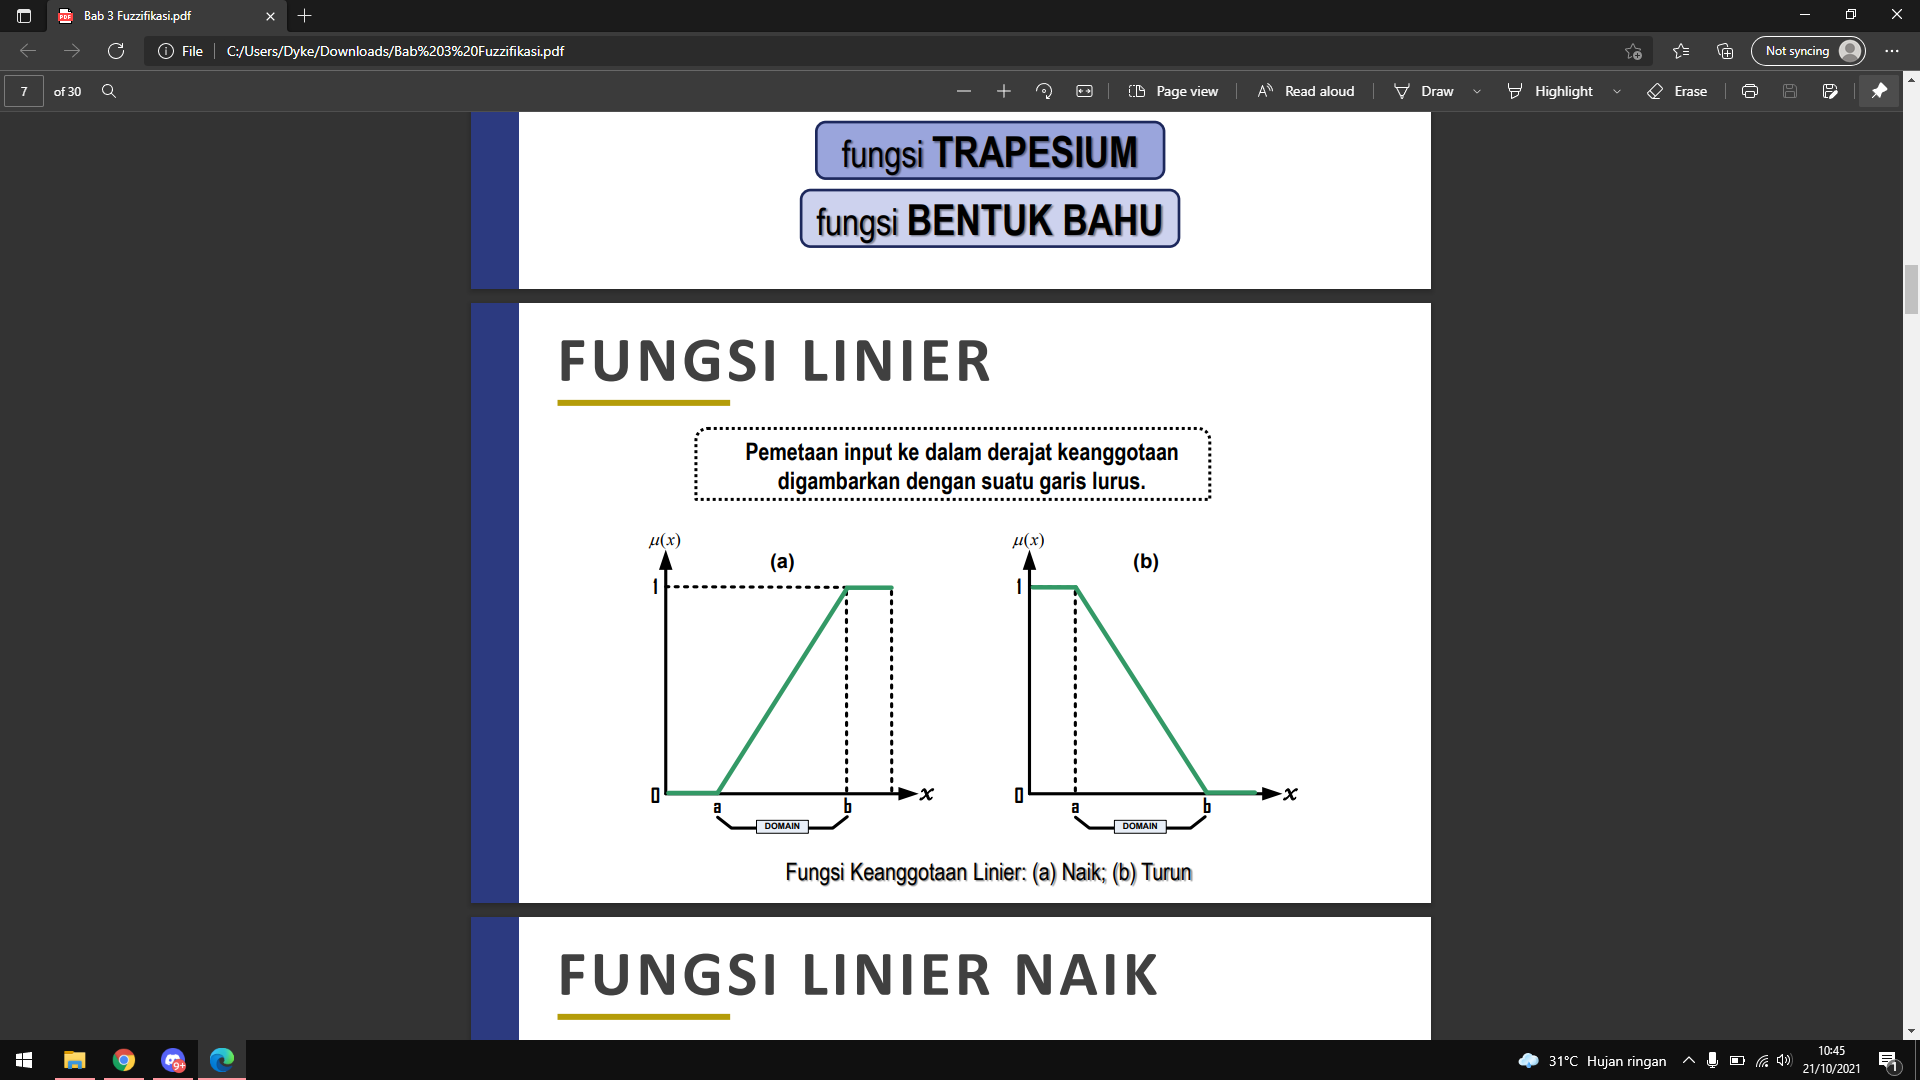 Bab 3 Fuzzifikasi.pdf
File C:/Users/Dyke/Downloads/Bab%203%20Fuzzifikasi.pdf
Not syncing
7 of 30
Page view
Read aloud
Draw
Highlight
Erase
fungsi TRAPESIUM
fungsi BENTUK BAHU
FUNGSI LINIER
Pemetaan input ke dalam derajat keanggotaan
digambarkan dengan suatu garis lurus.
μ(x)
(a)
1
0
a
b
x
DOMAIN
μ(x)
(b)
1
0
a
b
x
DOMAIN
Fungsi Keanggotaan Linier: (a) Naik; (b) Turun
FUNGSI LINIER NAIK
9+
31°C Hujan ringan
10:45
21/10/2021
1